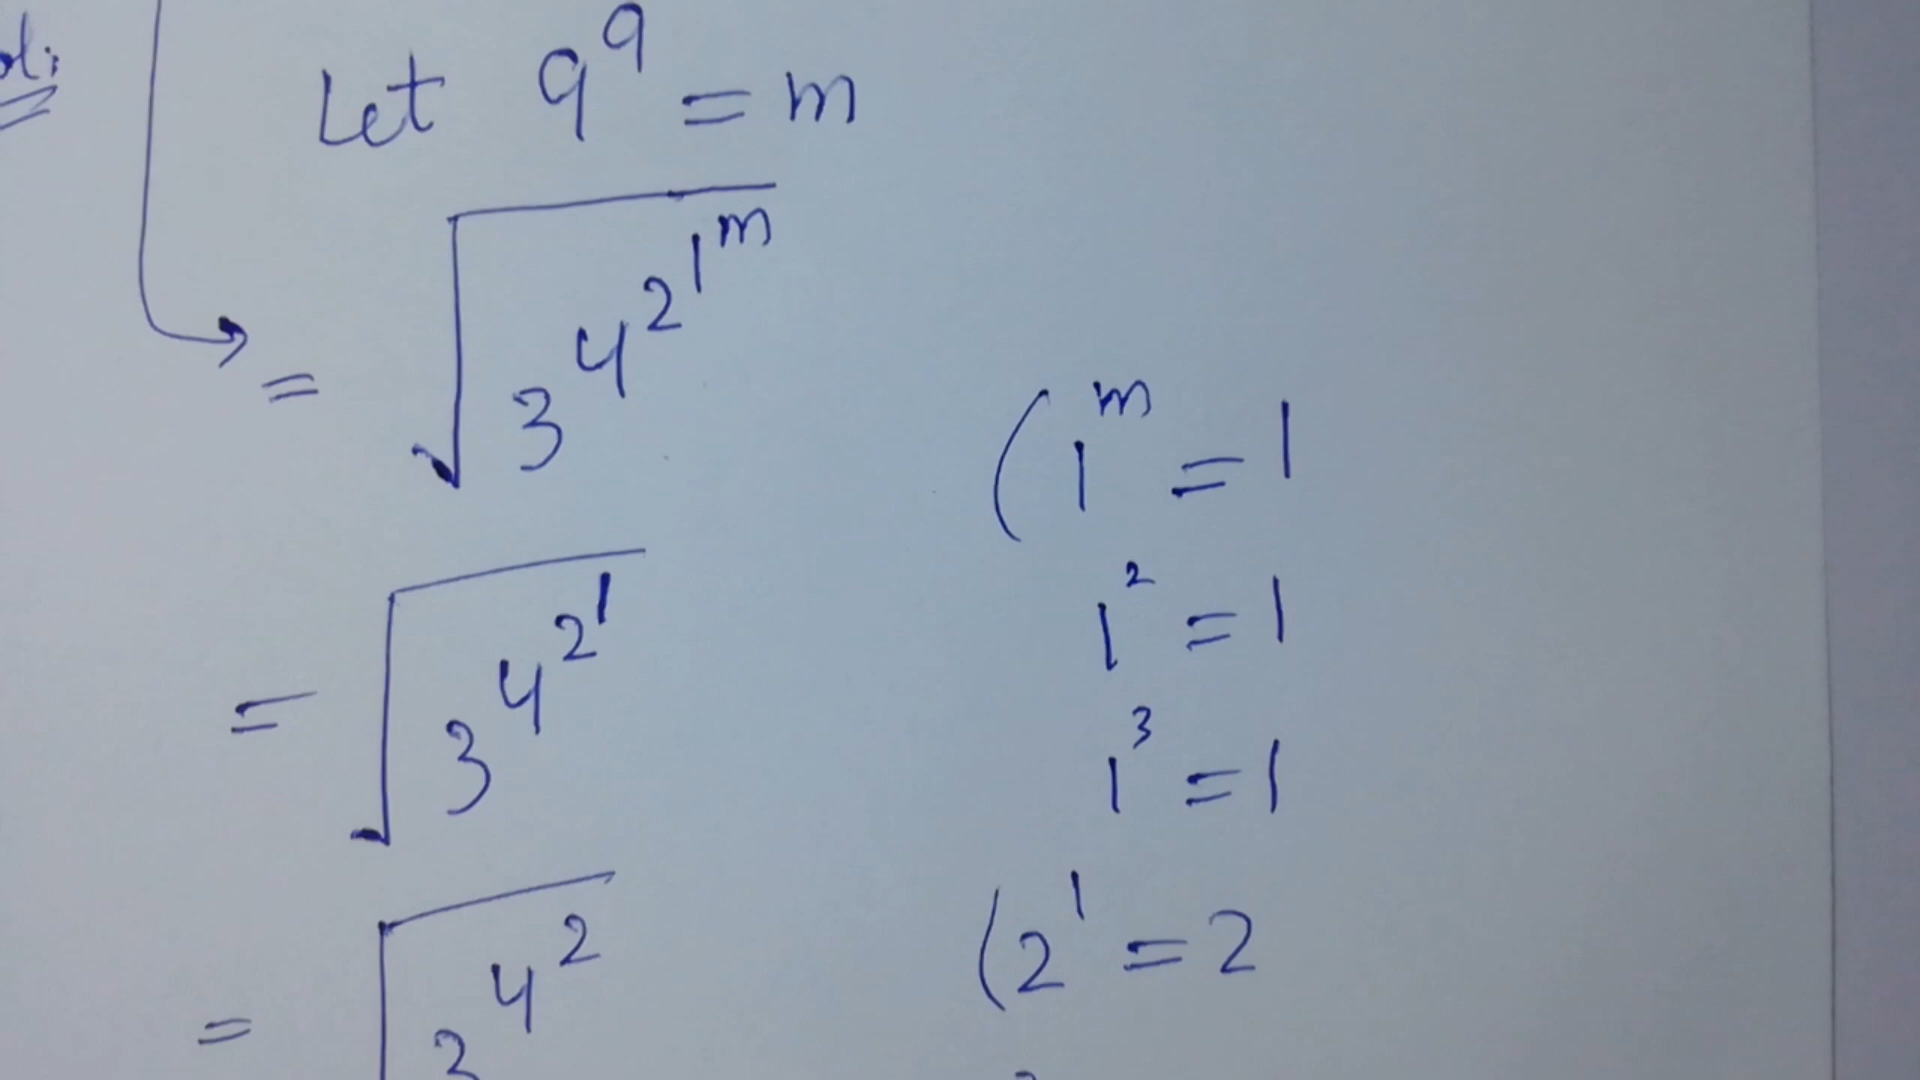 Let 9^9 = m
= √(3^4^2^1^m)
(1^m = 1
1^2 = 1
= √(3^4^2^1)
1^3 = 1
(2^1 = 2
= √(3^4^2)